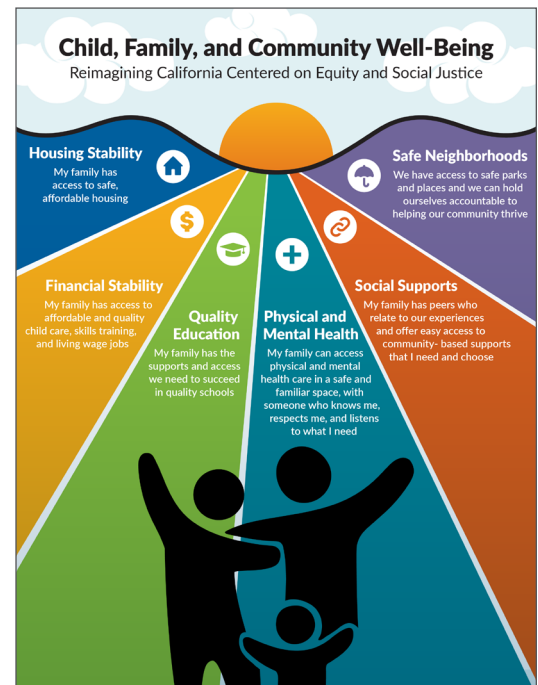 Child, Family, and Community Well-Being
Reimagining California Centered on Equity and Social Justice
Housing Stability
My family has
access to safe,
affordable housing
Safe Neighborhoods
We have access to safe parks
and places and we can hold
ourselves accountable to
helping our community thrive
$
Financial Stability
My family has access to
affordable and quality
child care, skills training,
and living wage jobs
Quality
Education
My family has the
supports and access
we need to succeed
in quality schools
Physical and
Mental Health
My family can access
physical and mental
health care in a safe and
familiar space, with
someone who knows me,
respects me, and listens
to what I need
Social Supports
My family has peers who
relate to our experiences
and offer easy access to
community- based supports
that I need and choose